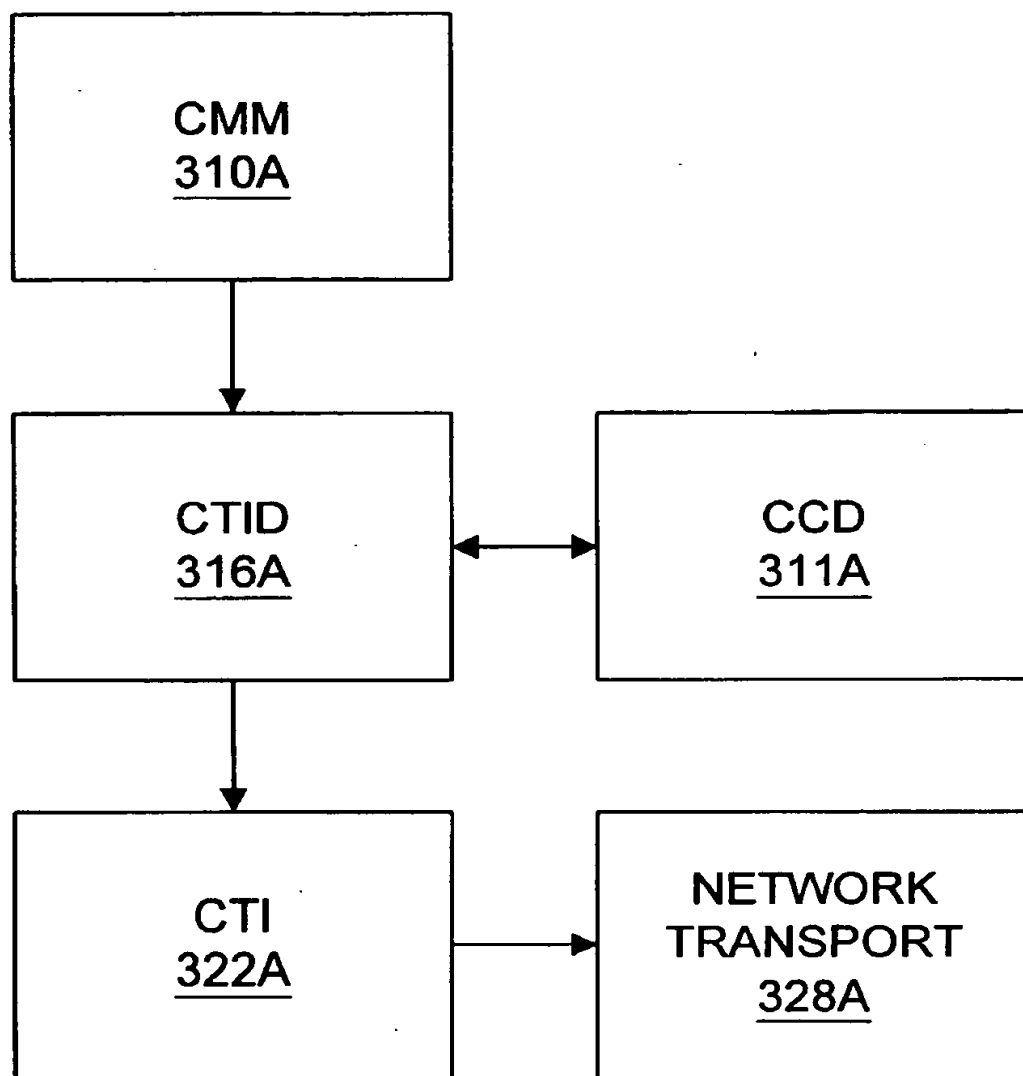 CMM
310A
CTID
316A
CCD
311A
CTI
322A
NETWORK
TRANSPORT
328A